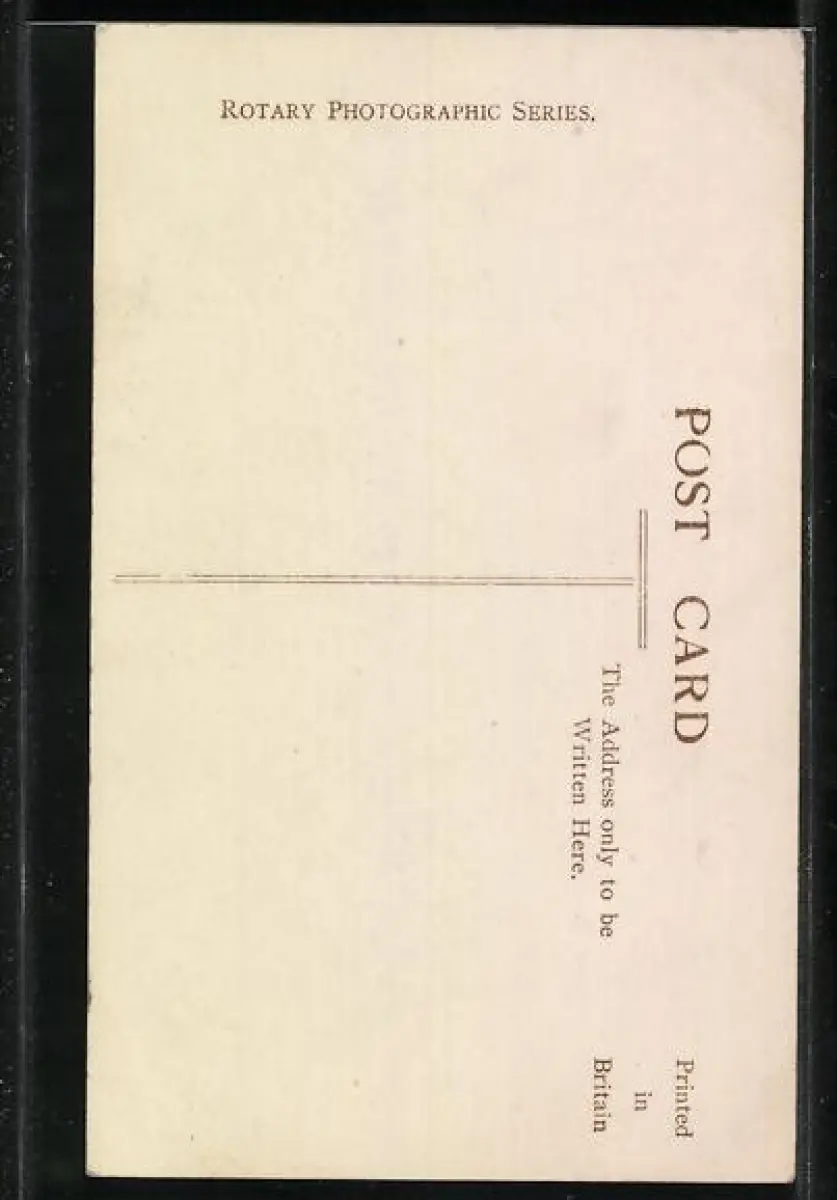 ROTARY PHOTOGRAPHIC SERIES.
POST CARD
The Address only to be
Written Here.
Printed
in
Britain